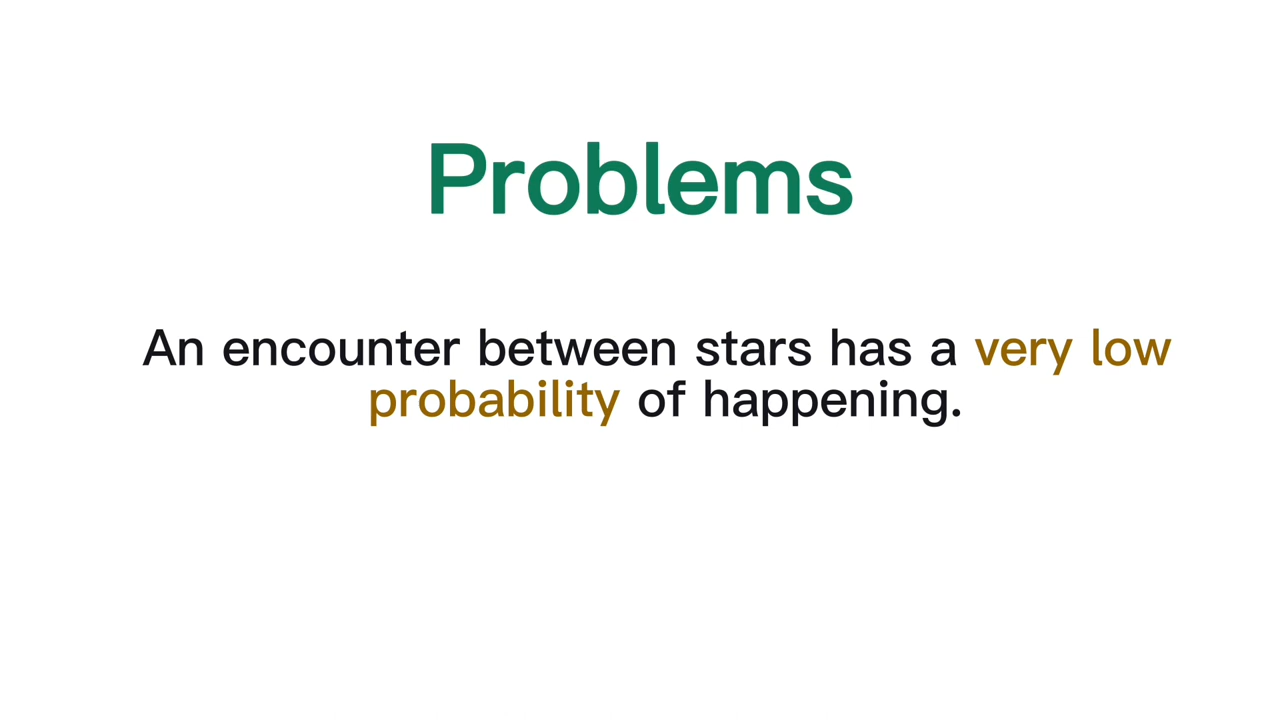 Problems
An encounter between stars has a very low
probability of happening.